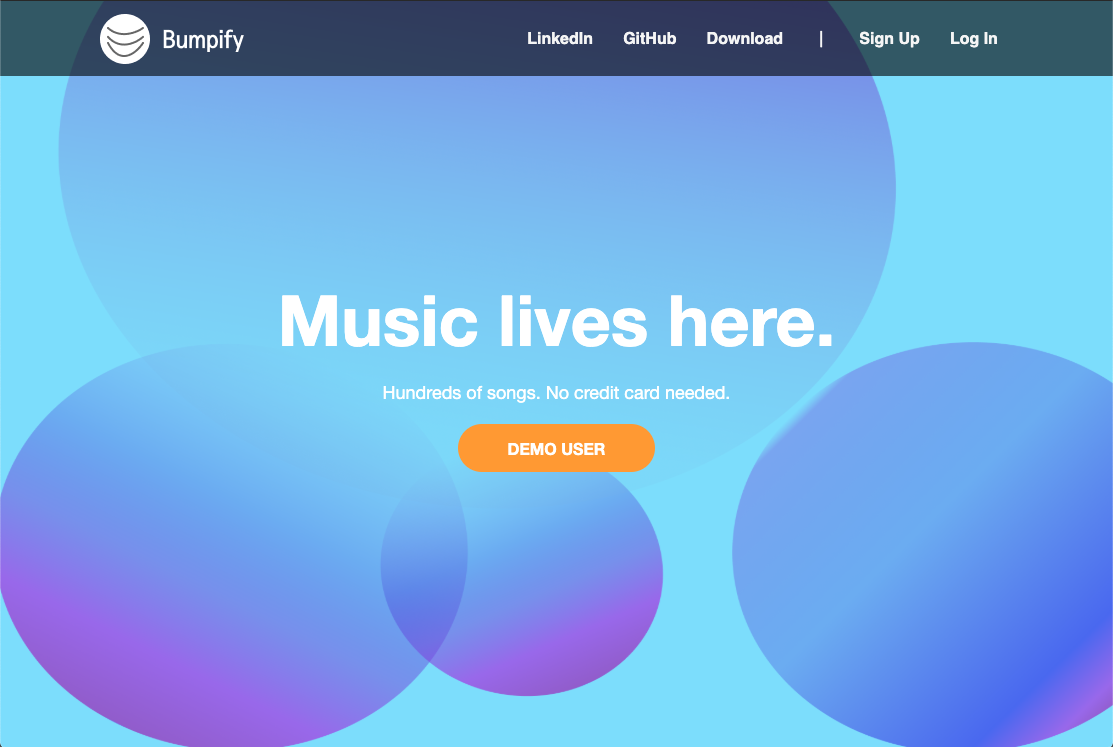 Bumpify
LinkedIn GitHub Download | Sign Up Log In
Music lives here.
Hundreds of songs. No credit card needed.
DEMO USER